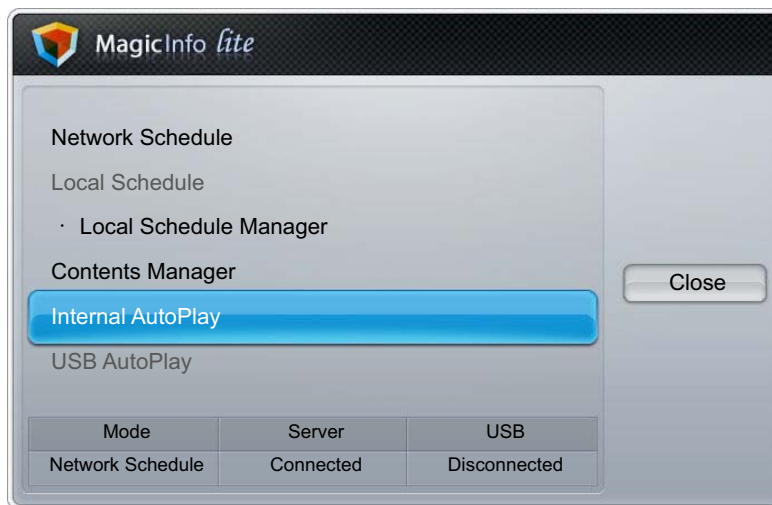 MagicInfo lite
Network Schedule
Local Schedule
· Local Schedule Manager
Contents Manager
Close
Internal AutoPlay
USB AutoPlay
Mode Server USB
Network Schedule Connected Disconnected